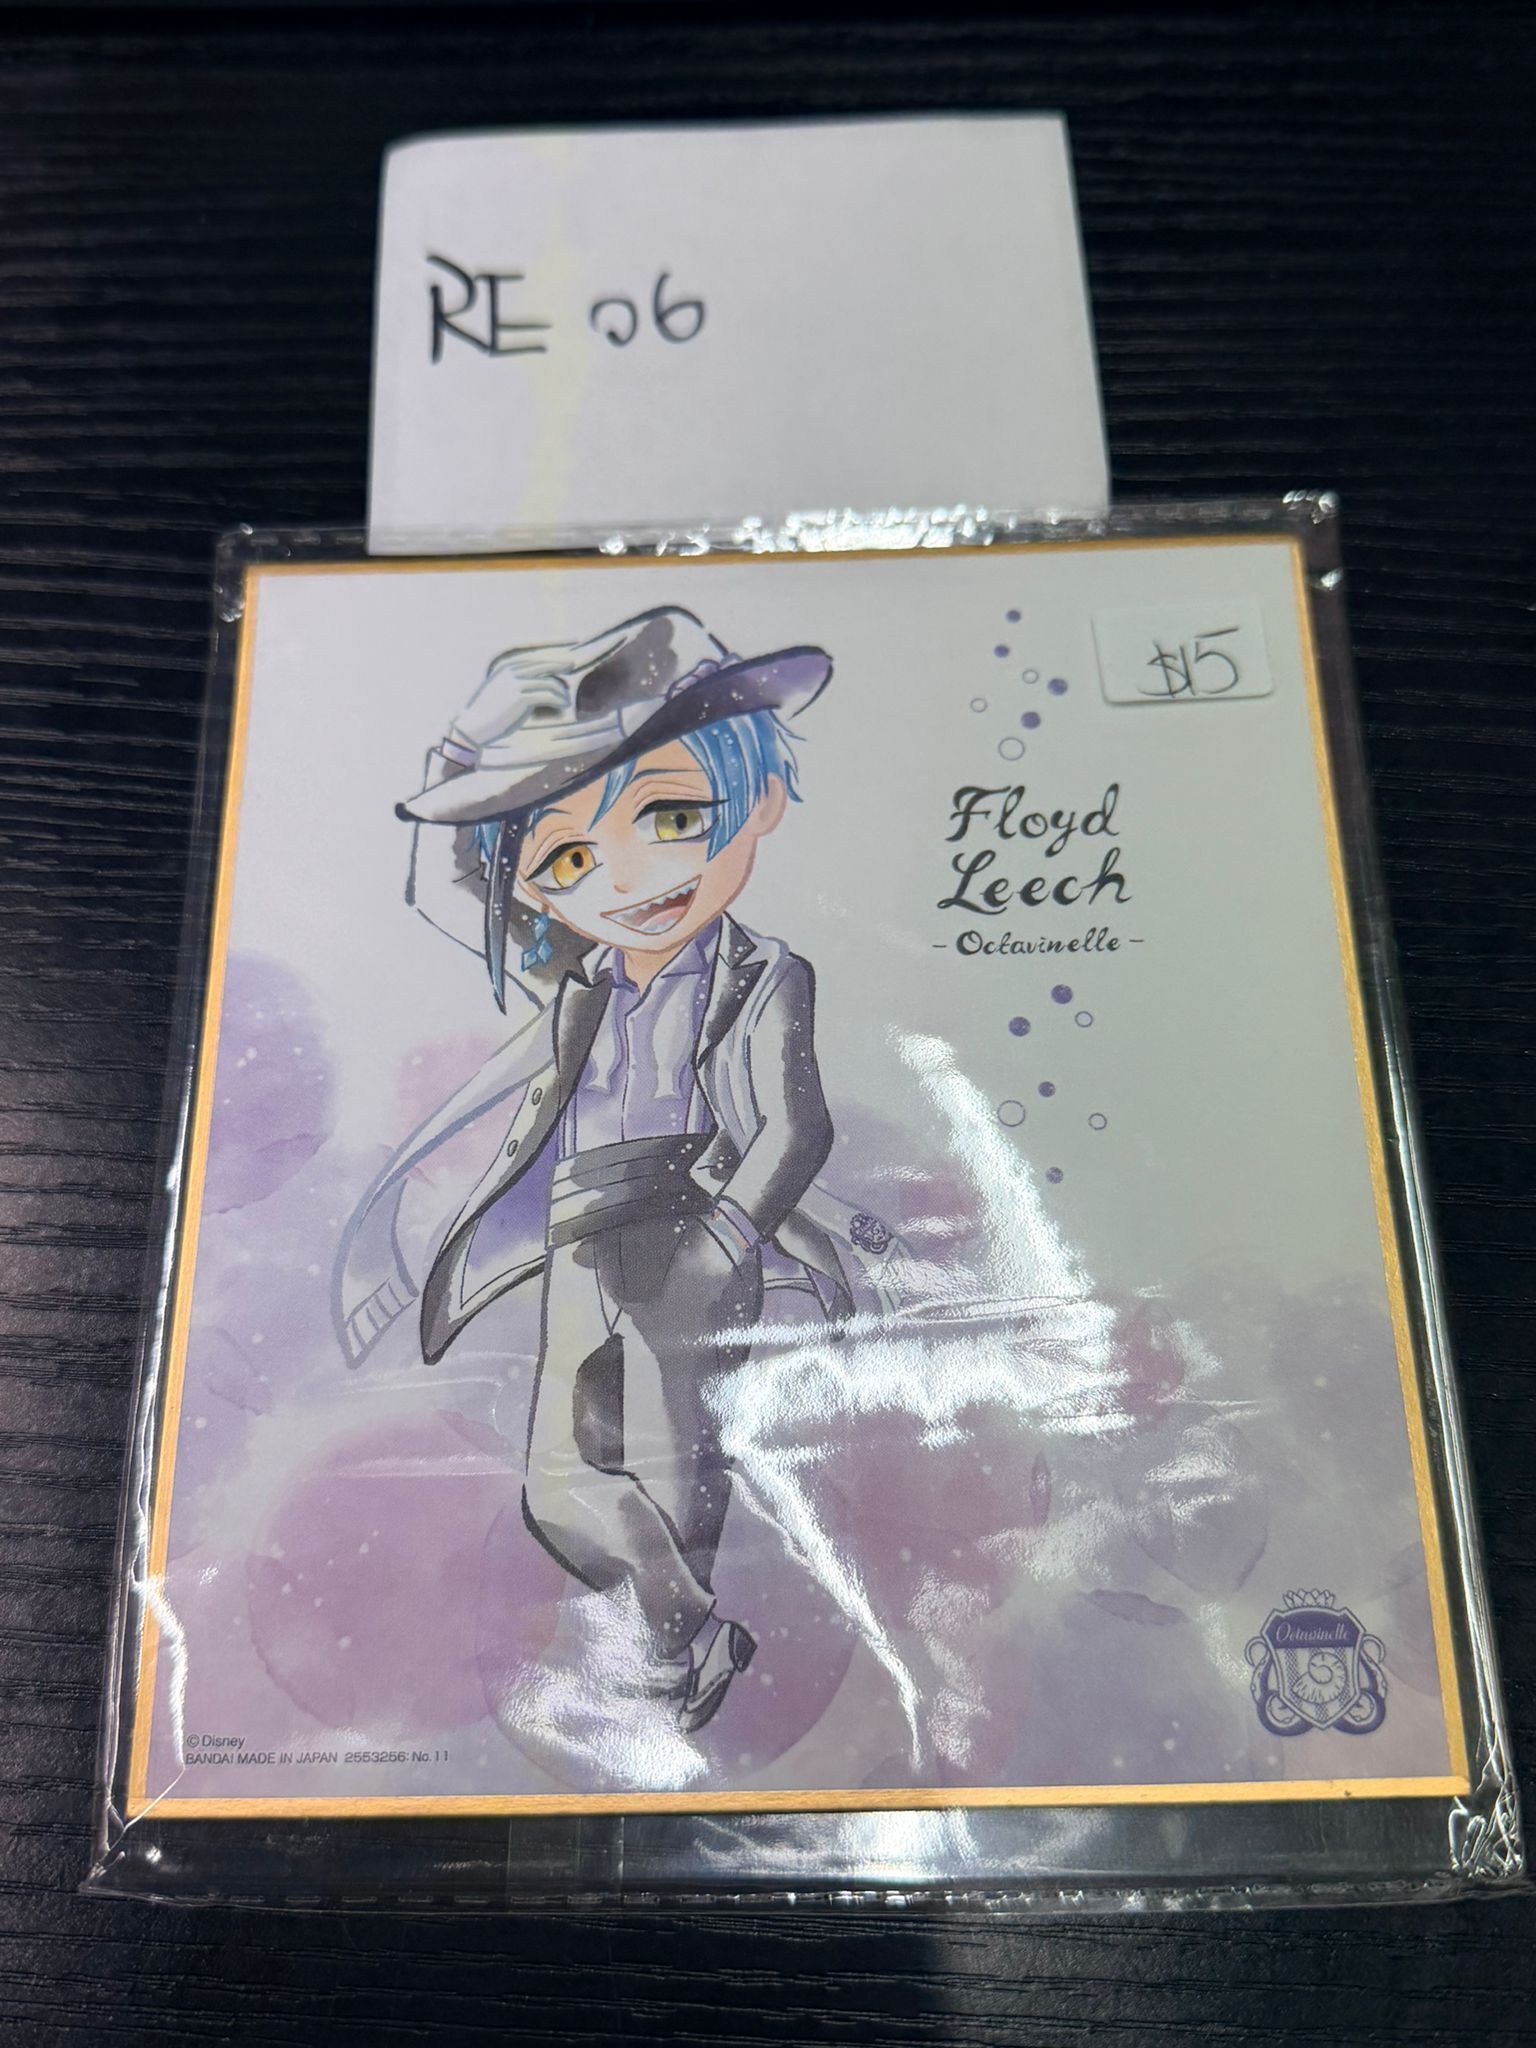 RE 06
$15
Floyd
Leech
- Octavinelle -
Octavinelle
©Disney
BANDAI MADE IN JAPAN 2553256: No.11